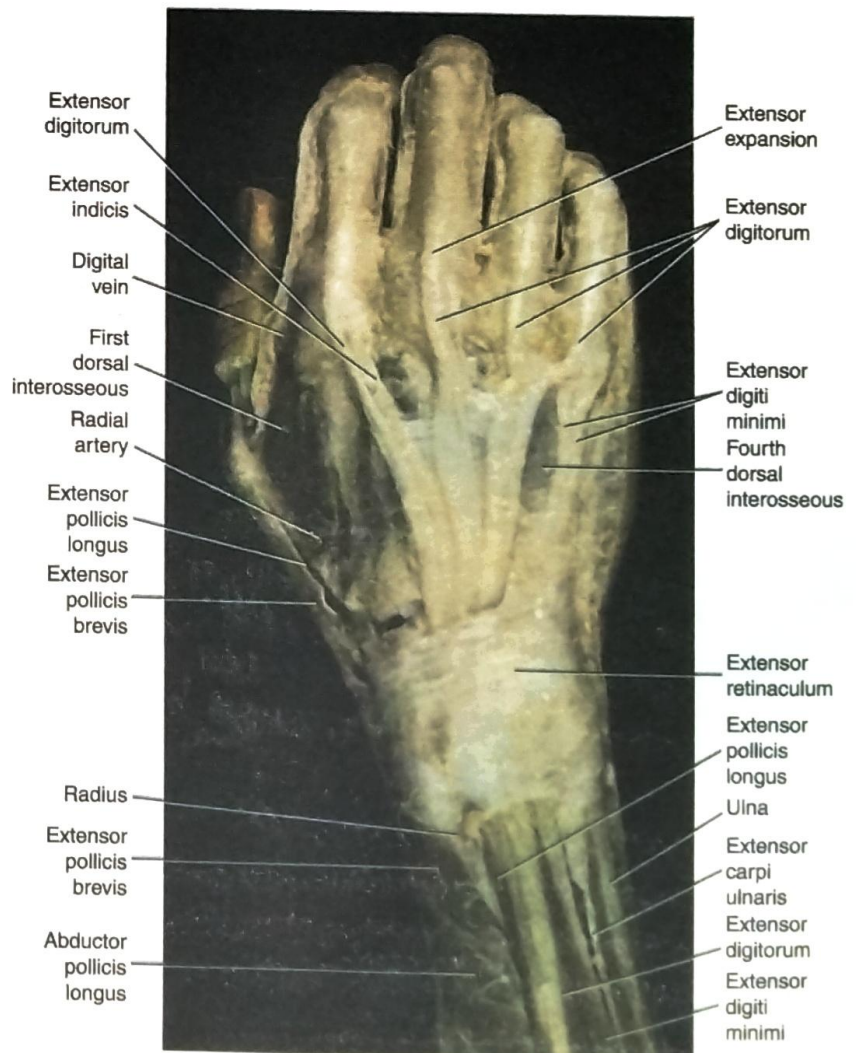 Extensor
digitorum
Extensor
indicis
Digital
vein
First
dorsal
interosseous
Radial
artery
Extensor
pollicis
longus
Extensor
pollicis
brevis
Radius
Extensor
pollicis
brevis
Abductor
pollicis
longus
Extensor
expansion
Extensor
digitorum
Extensor
digiti
minimi
Fourth
dorsal
interosseous
Extensor
retinaculum
Extensor
pollicis
longus
Ulna
Extensor
carpi
ulnaris
Extensor
digitorum
Extensor
digiti
minimi